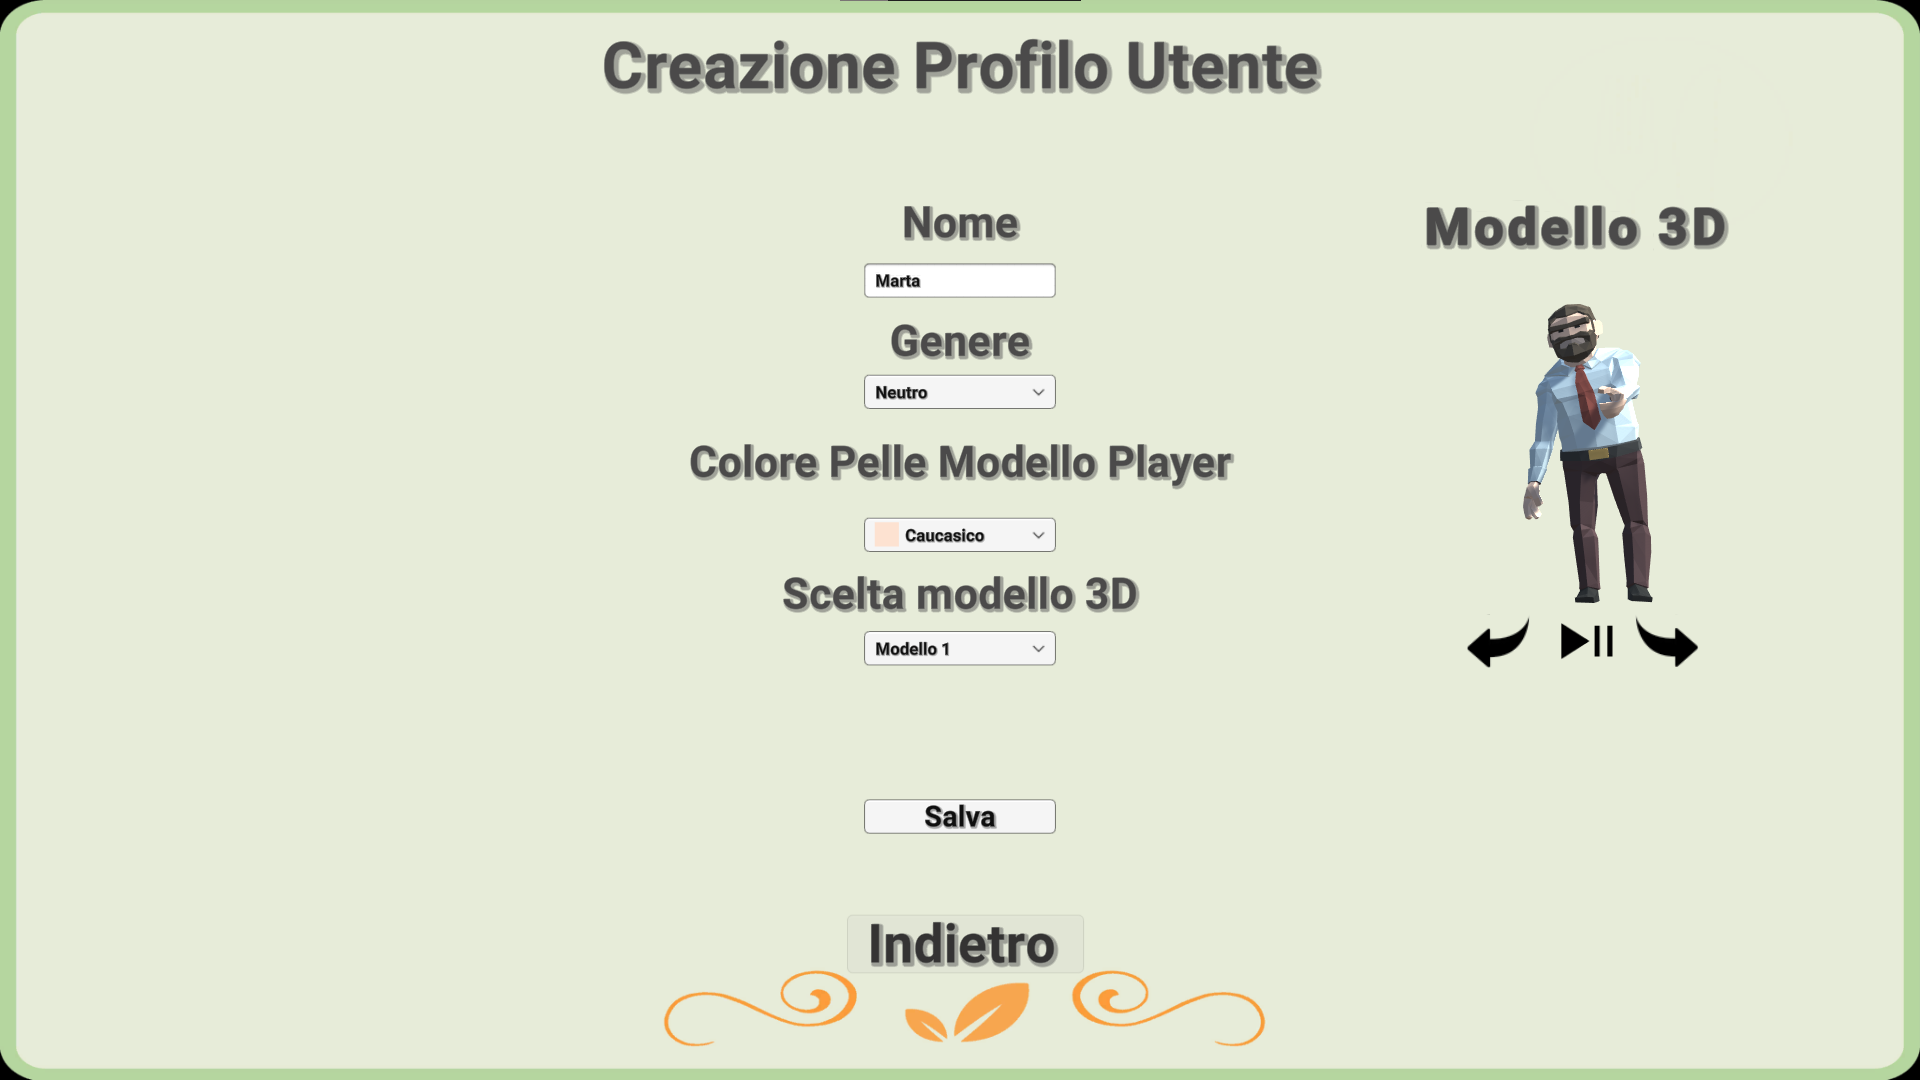 Creazione Profilo Utente
Nome
Marta
Genere
Neutro
Colore Pelle Modello Player
Caucasico
Scelta modello 3D
Modello 1
Salva
Indietro
Modello 3D